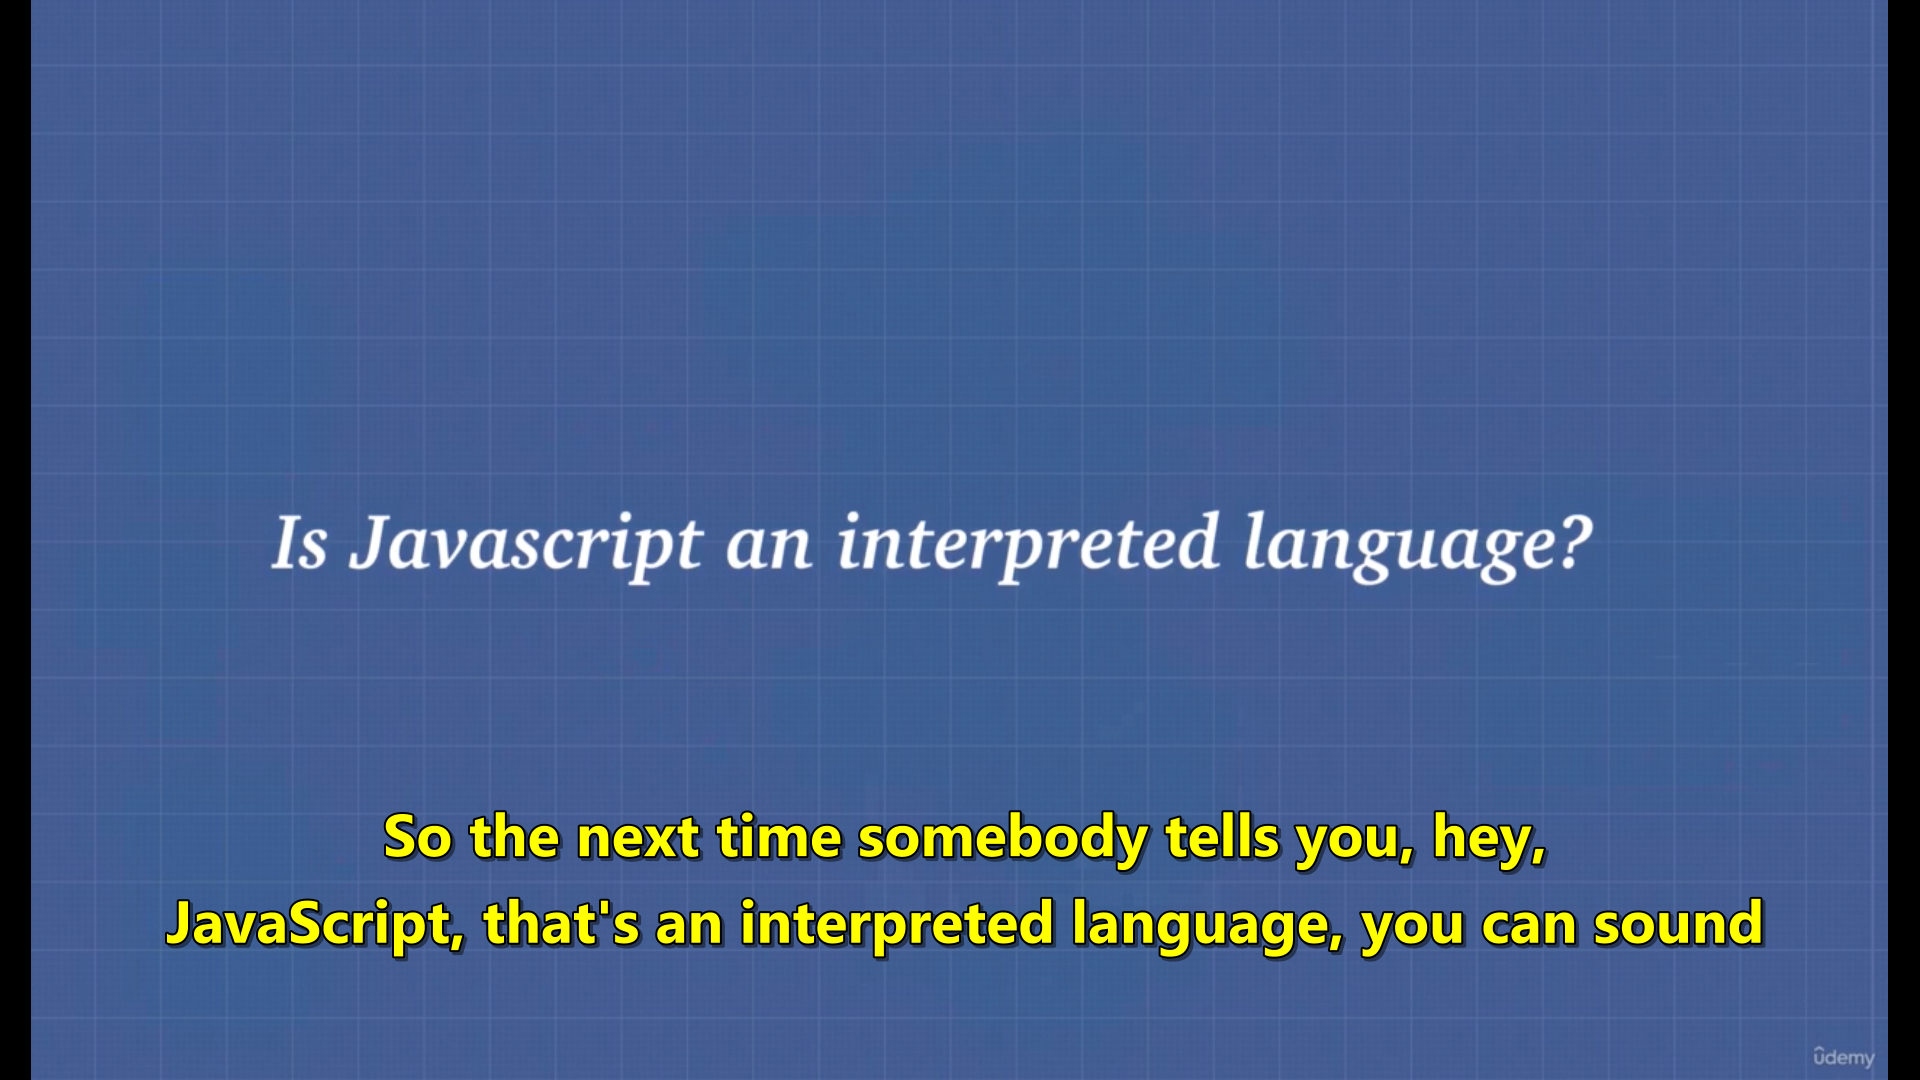 Is Javascript an interpreted language?
So the next time somebody tells you, hey,
JavaScript, that's an interpreted language, you can sound
ûdemy